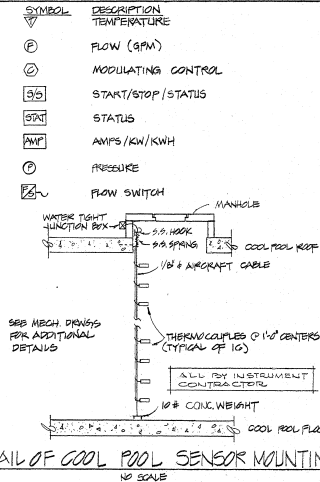 SYMBOL DESCRIPTION
T TEMPERATURE
F FLOW (GPM)
C MODULATING CONTROL
S/S START/STOP/STATUS
STAT STATUS
AMP AMPS/KW/KWH
P PRESSURE
F/S FLOW SWITCH
MANHOLE
WATER TIGHT
JUNCTION BOX
S.S. HOOK
S.S. SPRING
COOL POOL ROOF
1/8" ɸ AIRCRAFT CABLE
SEE MECH. DRWG'S
FOR ADDITIONAL
DETAILS
THERMOCOUPLES @ 1'-0" CENTERS
(TYPICAL OF 16)
ALL BY INSTRUMENT
CONTRACTOR
10# CONC. WEIGHT
COOL POOL FLO
AIL OF COOL POOL SENSOR MOUNTIN
NO SCALE